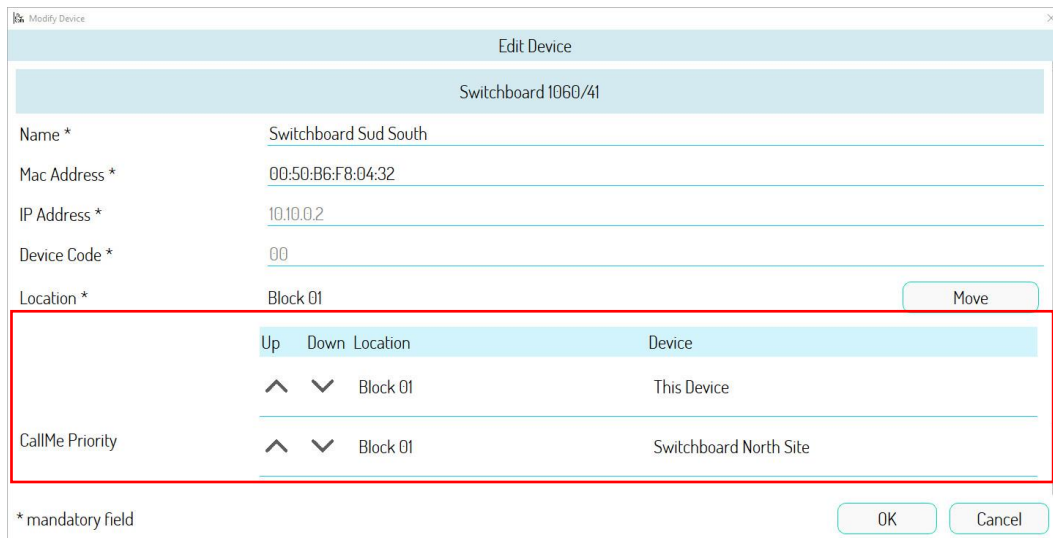 Modify Device
Edit Device
Switchboard 1060/41
Name * Switchboard Sud South
Mac Address * 00:50:B6:F8:04:32
IP Address * 10.10.0.2
Device Code * 00
Location * Block 01 Move
Up Down Location Device
Block 01 This Device
CallMe Priority
Block 01 Switchboard North Site
* mandatory field OK Cancel